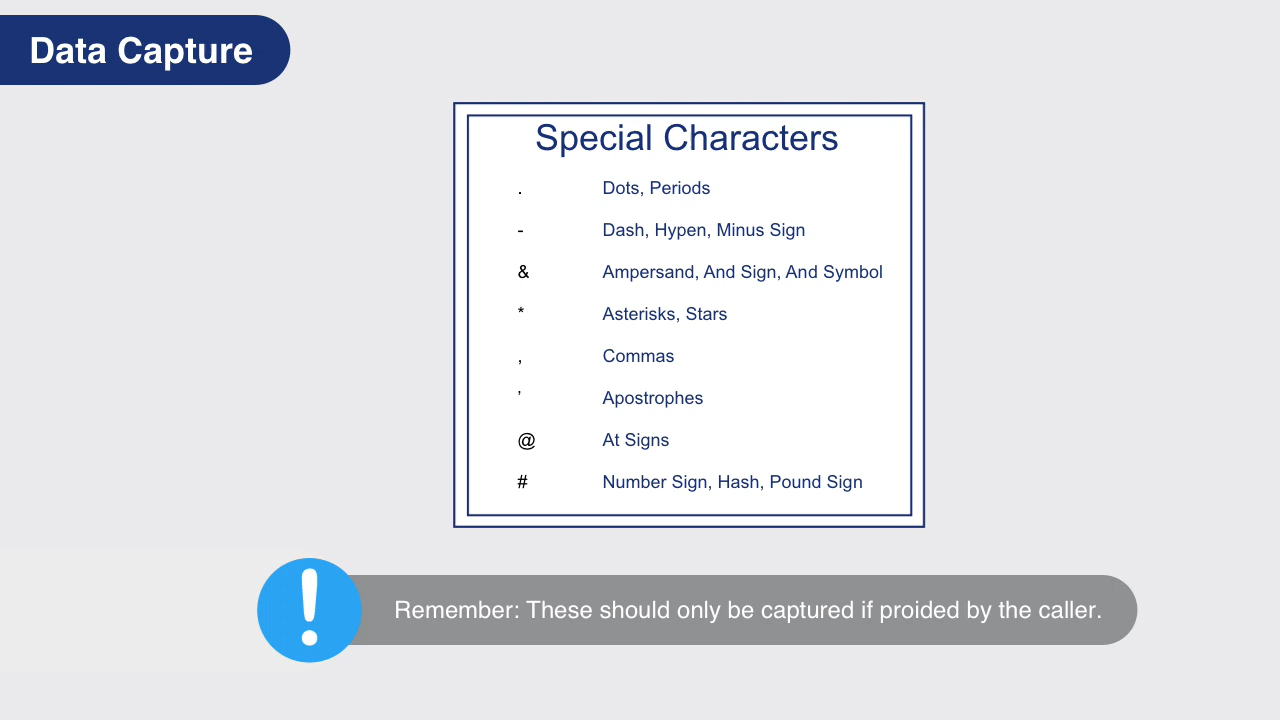 Data Capture
Special Characters
. Dots, Periods
- Dash, Hypen, Minus Sign
& Ampersand, And Sign, And Symbol
* Asterisks, Stars
, Commas
’ Apostrophes
@ At Signs
# Number Sign, Hash, Pound Sign
! Remember: These should only be captured if proided by the caller.